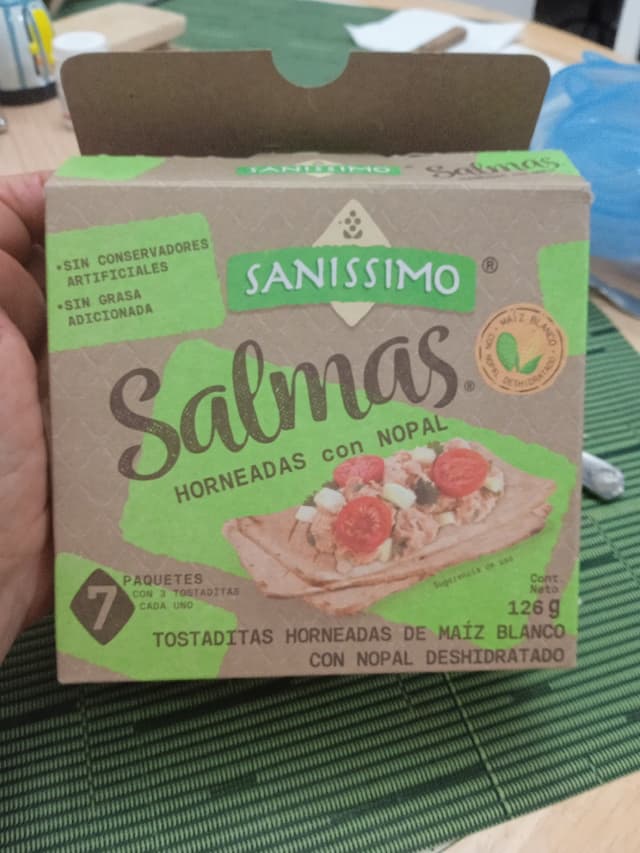 SANISSIMO Salmas
•SIN CONSERVADORES
ARTIFICIALES
•SIN GRASA
ADICIONADA
SANISSIMO®
MAÍZ BLANCO
CON NOPAL DESHIDRATADO
Salmas®
HORNEADAS con NOPAL
Sugerencia de uso
7
PAQUETES
CON 3 TOSTADITAS
CADA UNO
Cont.
Neto
126g
TOSTADITAS HORNEADAS DE MAÍZ BLANCO
CON NOPAL DESHIDRATADO